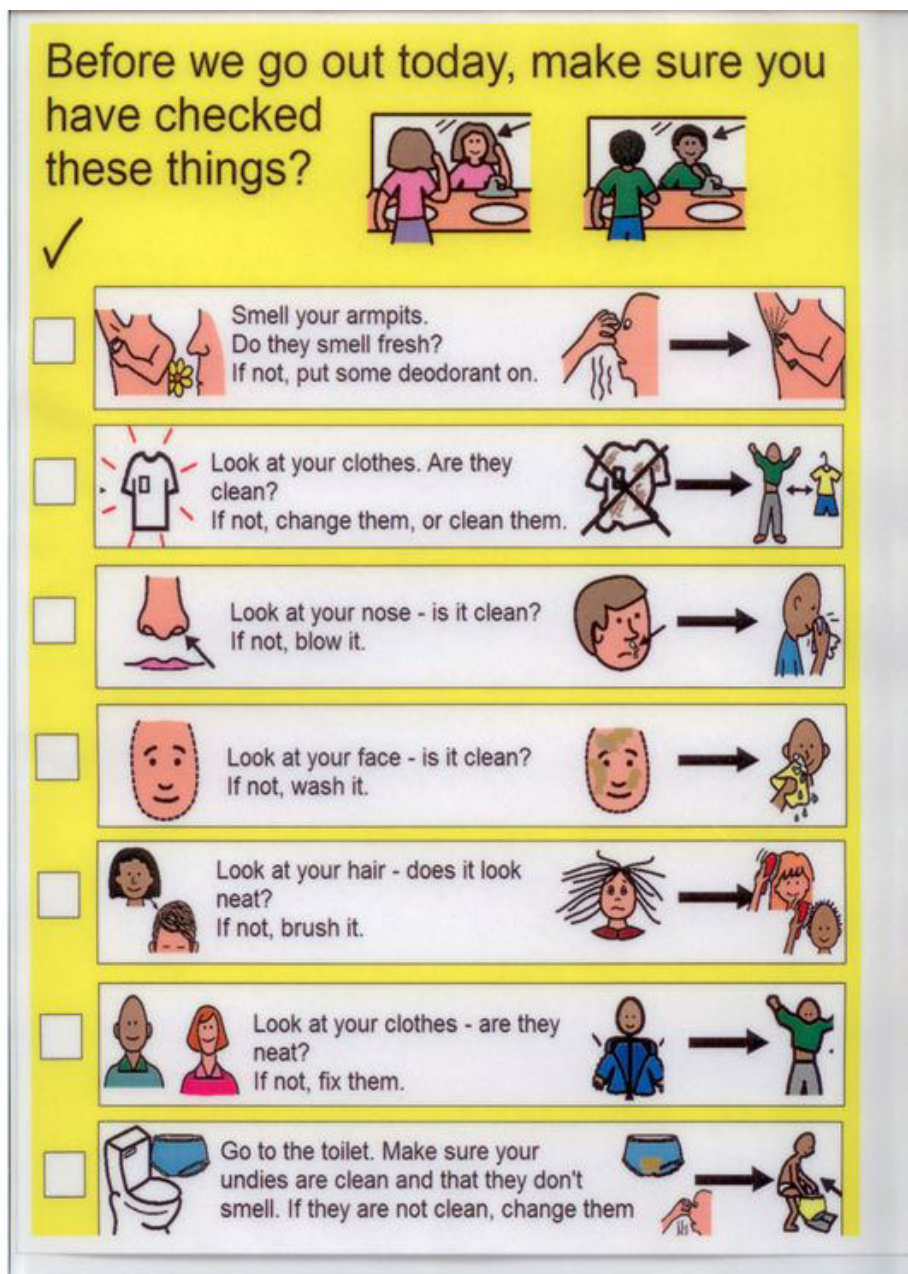 Before we go out today, make sure you
have checked
these things?
Smell your armpits.
Do they smell fresh?
If not, put some deodorant on.
Look at your clothes. Are they
clean?
If not, change them, or clean them.
Look at your nose - is it clean?
If not, blow it.
Look at your face - is it clean?
If not, wash it.
Look at your hair - does it look
neat?
If not, brush it.
Look at your clothes - are they
neat?
If not, fix them.
Go to the toilet. Make sure your
undies are clean and that they don't
smell. If they are not clean, change them